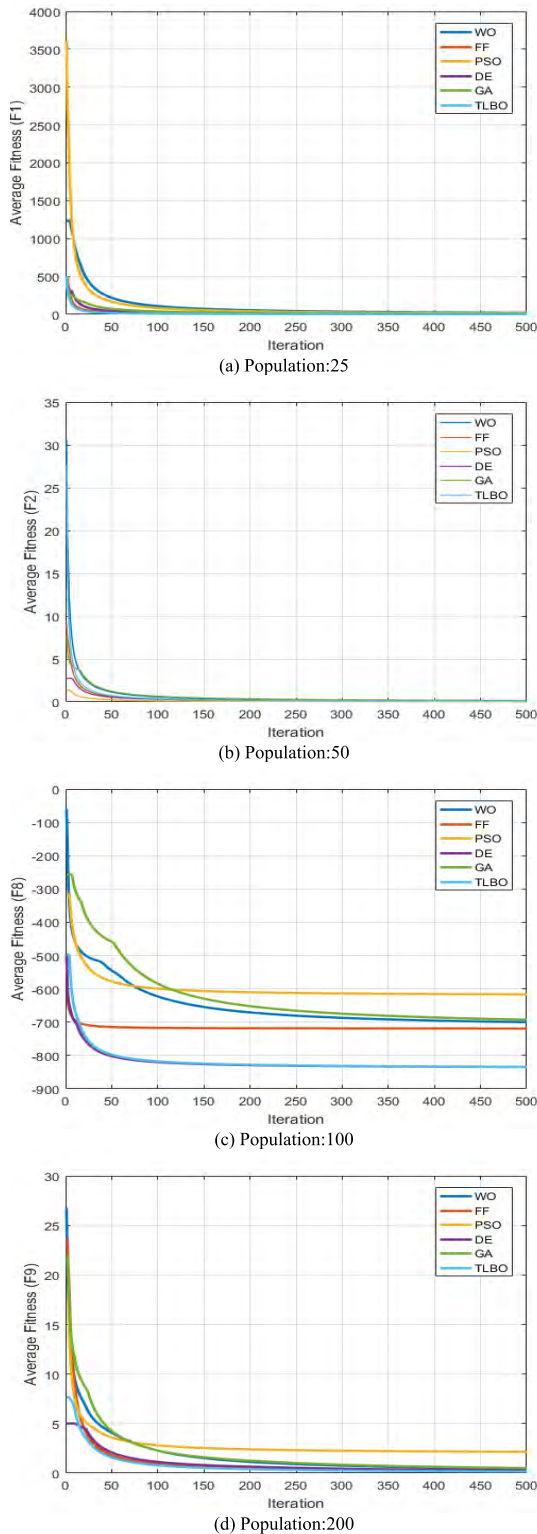 4000
3500
3000
2500
2000
1500
1000
500
0
Average Fitness (F1)
WO
FF
PSO
DE
GA
TLBO
0 50 100 150 200 250 300 350 400 450 500
Iteration
(a) Population:25
35
30
25
20
15
10
5
0
Average Fitness (F2)
WO
FF
PSO
DE
GA
TLBO
0 50 100 150 200 250 300 350 400 450 500
Iteration
(b) Population:50
0
-100
-200
-300
-400
-500
-600
-700
-800
-900
Average Fitness (F8)
WO
FF
PSO
DE
GA
TLBO
0 50 100 150 200 250 300 350 400 450 500
Iteration
(c) Population:100
30
25
20
15
10
5
0
Average Fitness (F9)
WO
FF
PSO
DE
GA
TLBO
0 50 100 150 200 250 300 350 400 450 500
Iteration
(d) Population:200